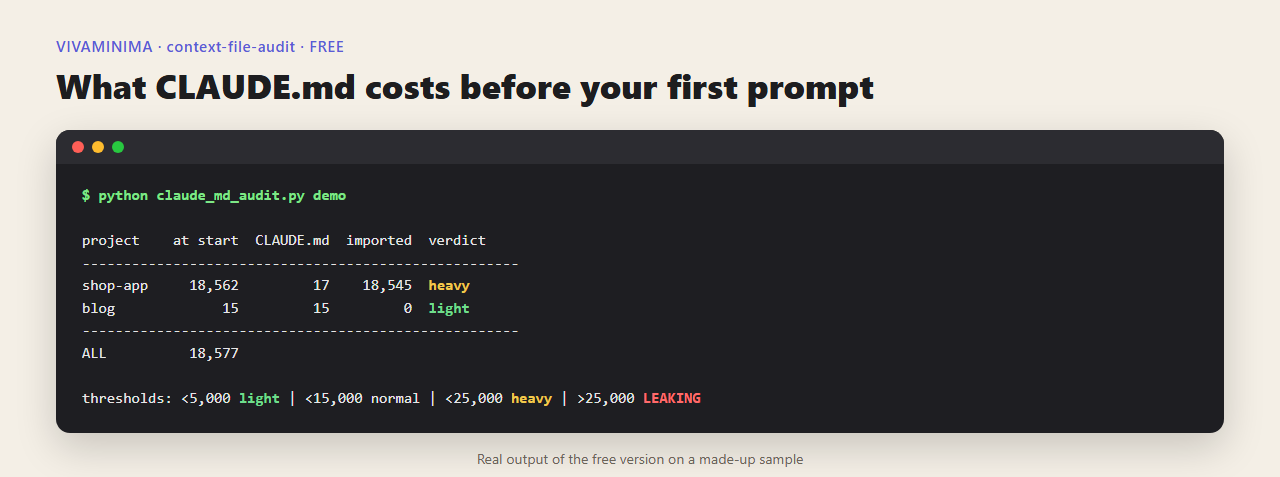 VIVAMINIMA · context-file-audit · FREE
What CLAUDE.md costs before your first prompt
$ python claude_md_audit.py demo
project    at start  CLAUDE.md  imported  verdict
-----------------------------------------------------
shop-app     18,562         17    18,545  heavy
blog             15         15         0  light
-----------------------------------------------------
ALL          18,577
thresholds: <5,000 light | <15,000 normal | <25,000 heavy | >25,000 LEAKING
Real output of the free version on a made-up sample